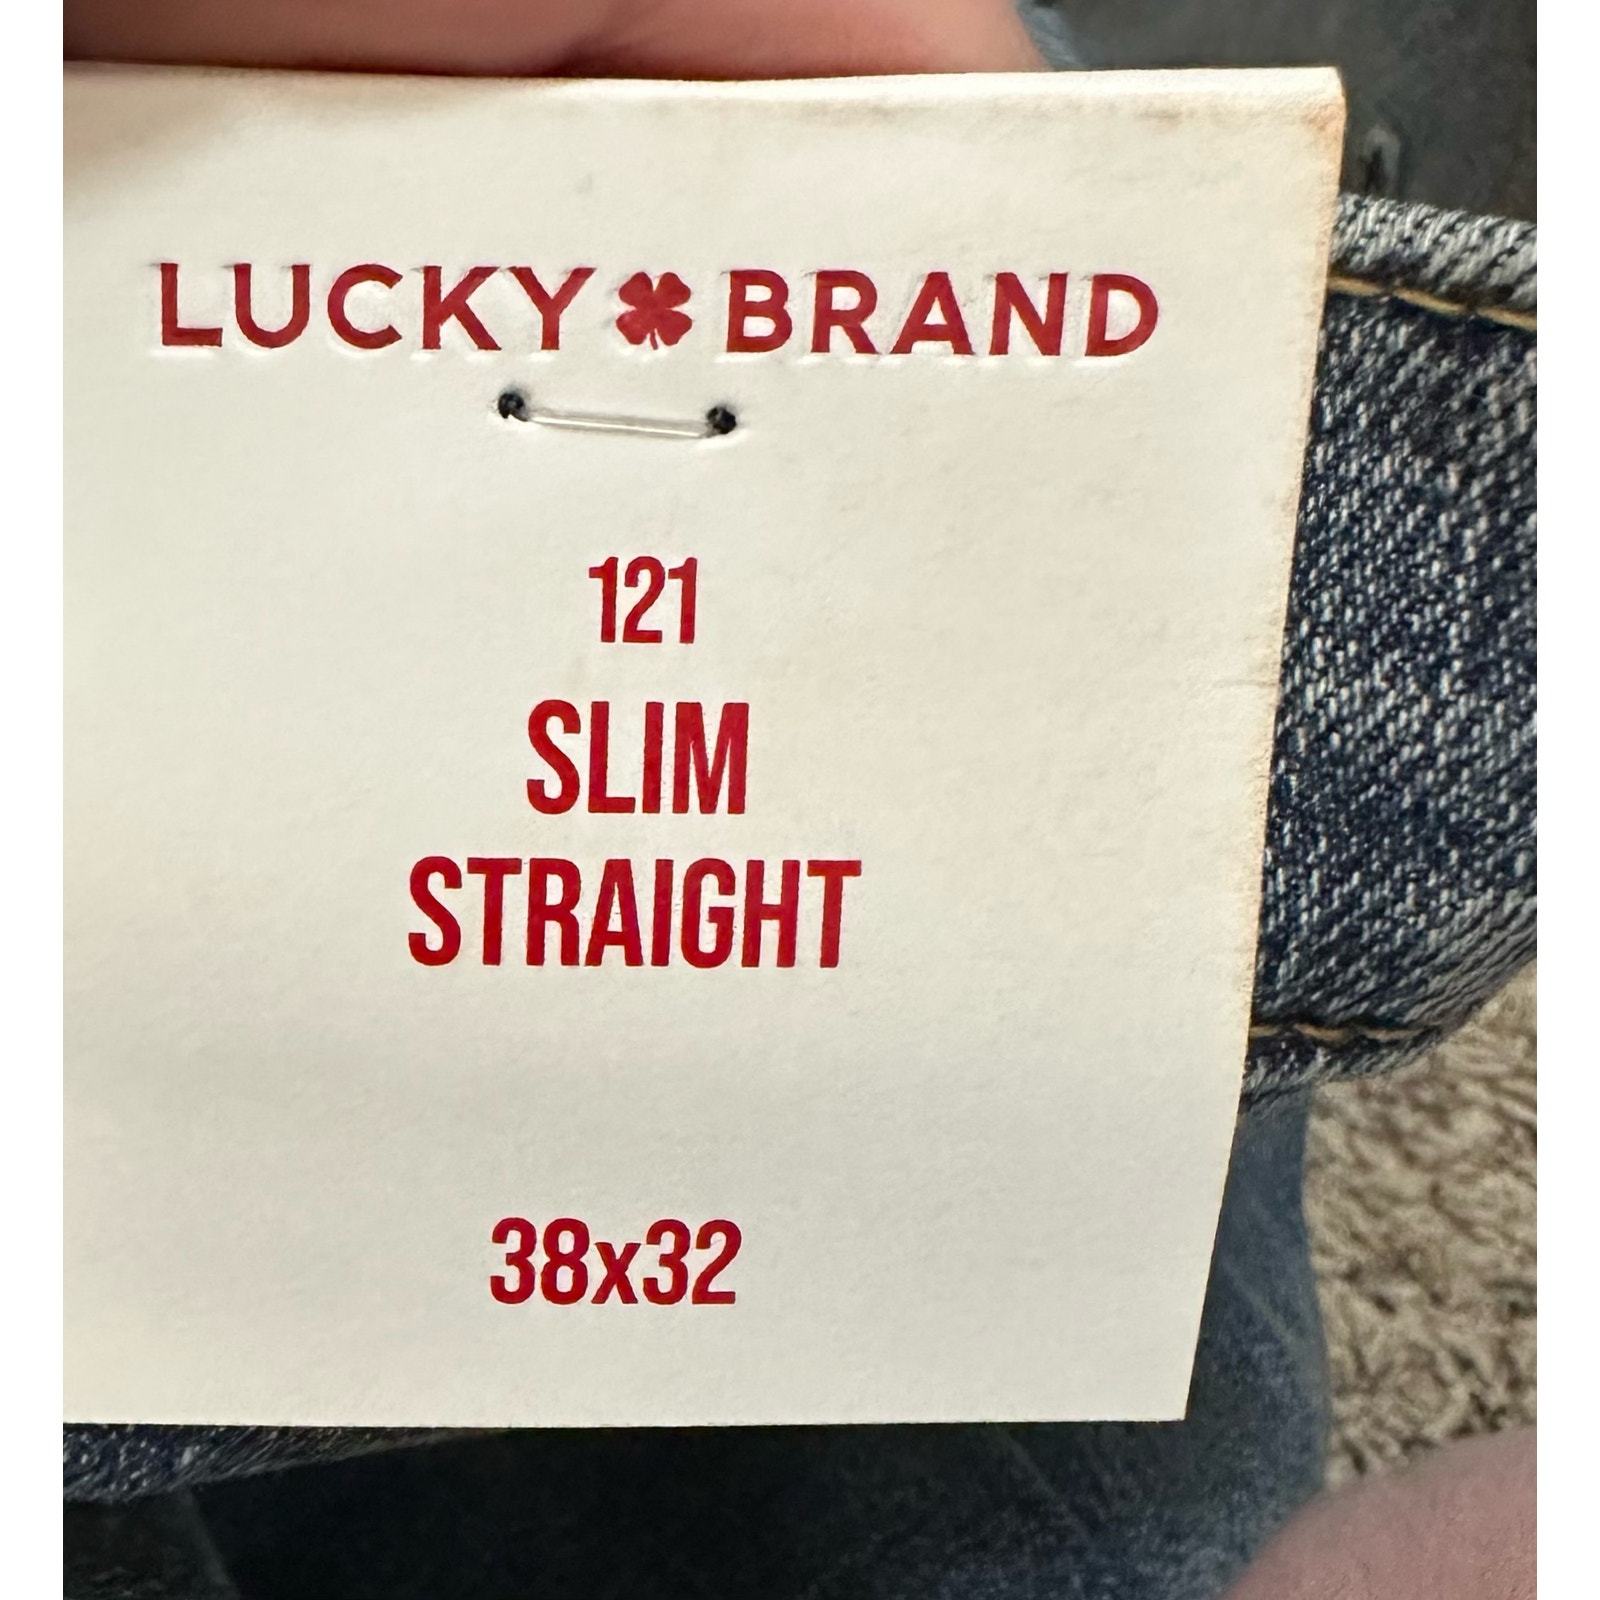 LUCKY BRAND
121
SLIM
STRAIGHT
38x32